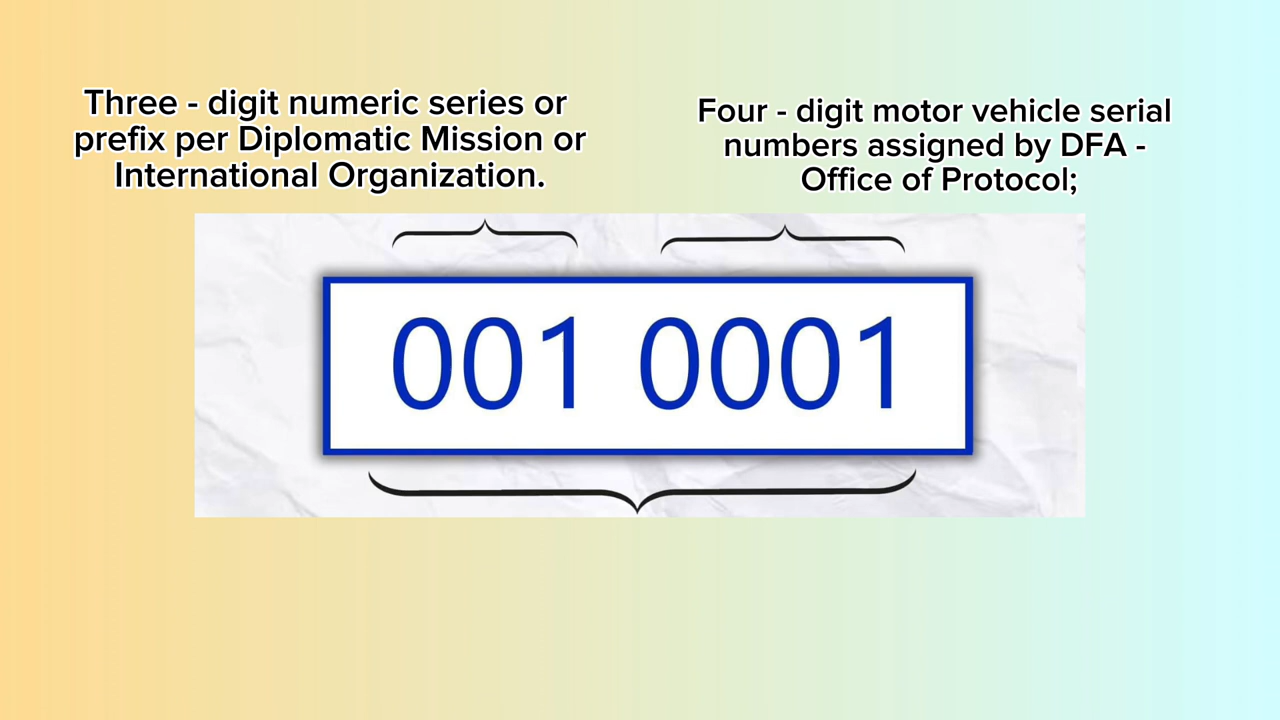 Three - digit numeric series or
prefix per Diplomatic Mission or
International Organization.
Four - digit motor vehicle serial
numbers assigned by DFA -
Office of Protocol;
001 0001